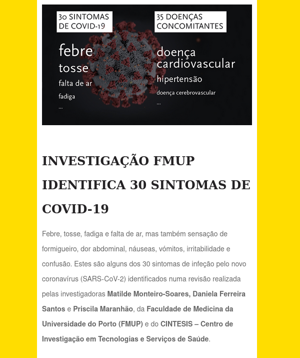 30 SINTOMAS
DE COVID-19
35 DOENÇAS
CONCOMITANTES
febre
tosse
falta de ar
fadiga
...
doença
cardiovascular
hipertensão
doença cerebrovascular
...
INVESTIGAÇÃO FMUP
IDENTIFICA 30 SINTOMAS DE
COVID-19
Febre, tosse, fadiga e falta de ar, mas também sensação de
formigueiro, dor abdominal, náuseas, vómitos, irritabilidade e
confusão. Estes são alguns dos 30 sintomas de infeção pelo novo
coronavírus (SARS-CoV-2) identificados numa revisão realizada
pelas investigadoras Matilde Monteiro-Soares, Daniela Ferreira
Santos e Priscila Maranhão, da Faculdade de Medicina da
Universidade do Porto (FMUP) e do CINTESIS – Centro de
Investigação em Tecnologias e Serviços de Saúde.